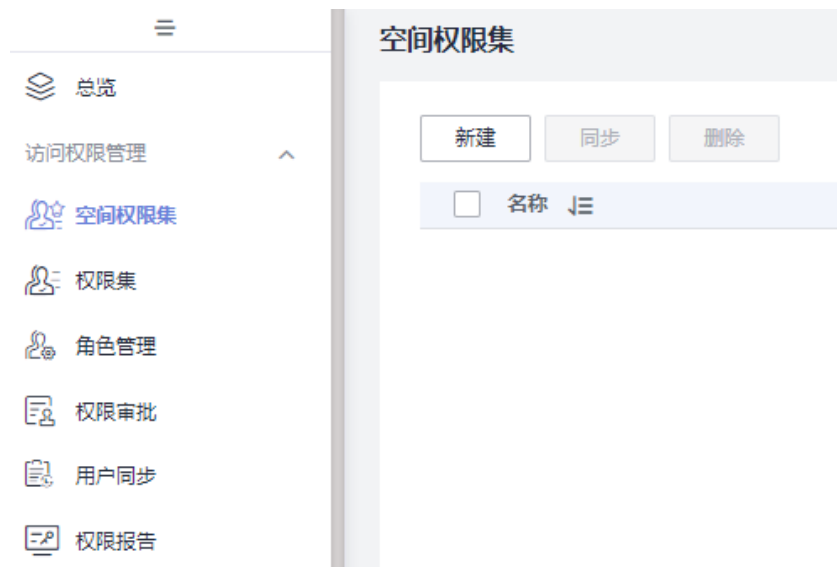 总览
访问权限管理
空间权限集
权限集
角色管理
权限审批
用户同步
权限报告
空间权限集
新建 同步 删除
名称